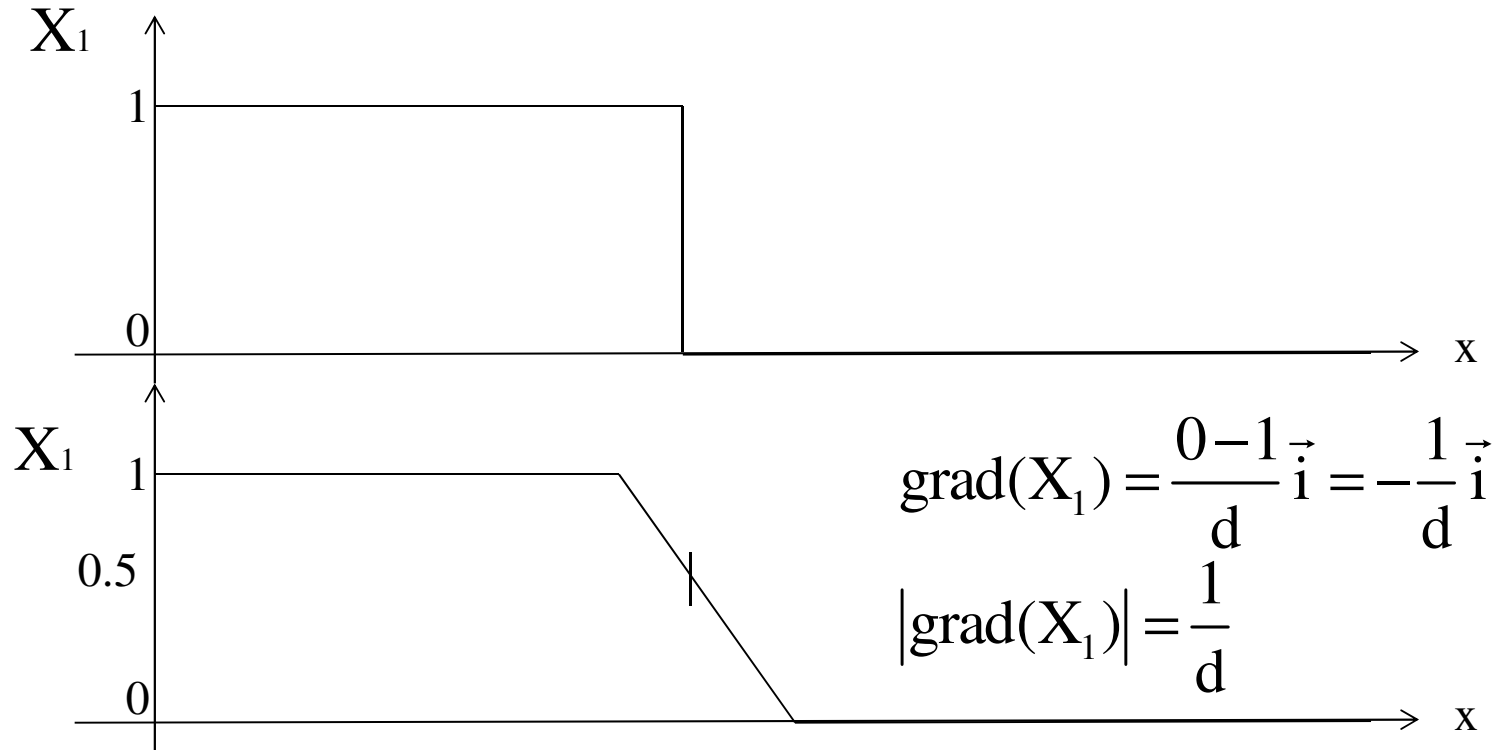 X₁
1
0
x
X₁
1
grad(X₁) = (0−1)/d i⃗ = −1/d i⃗
0.5
|grad(X₁)| = 1/d
0
x